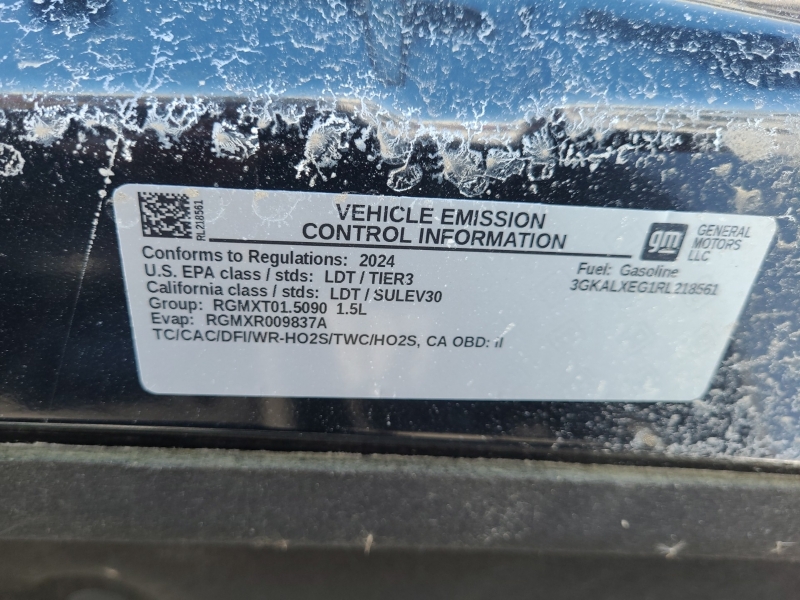 RL218561
VEHICLE EMISSION
CONTROL INFORMATION
gm
GENERAL
MOTORS
LLC
Conforms to Regulations: 2024
U.S. EPA class / stds: LDT / TIER3
California class / stds: LDT / SULEV30
Group: RGMXT01.5090 1.5L
Evap: RGMXR009837A
TC/CAC/DFI/WR-HO2S/TWC/HO2S, CA OBD: II
Fuel: Gasoline
3GKALXEG1RL218561